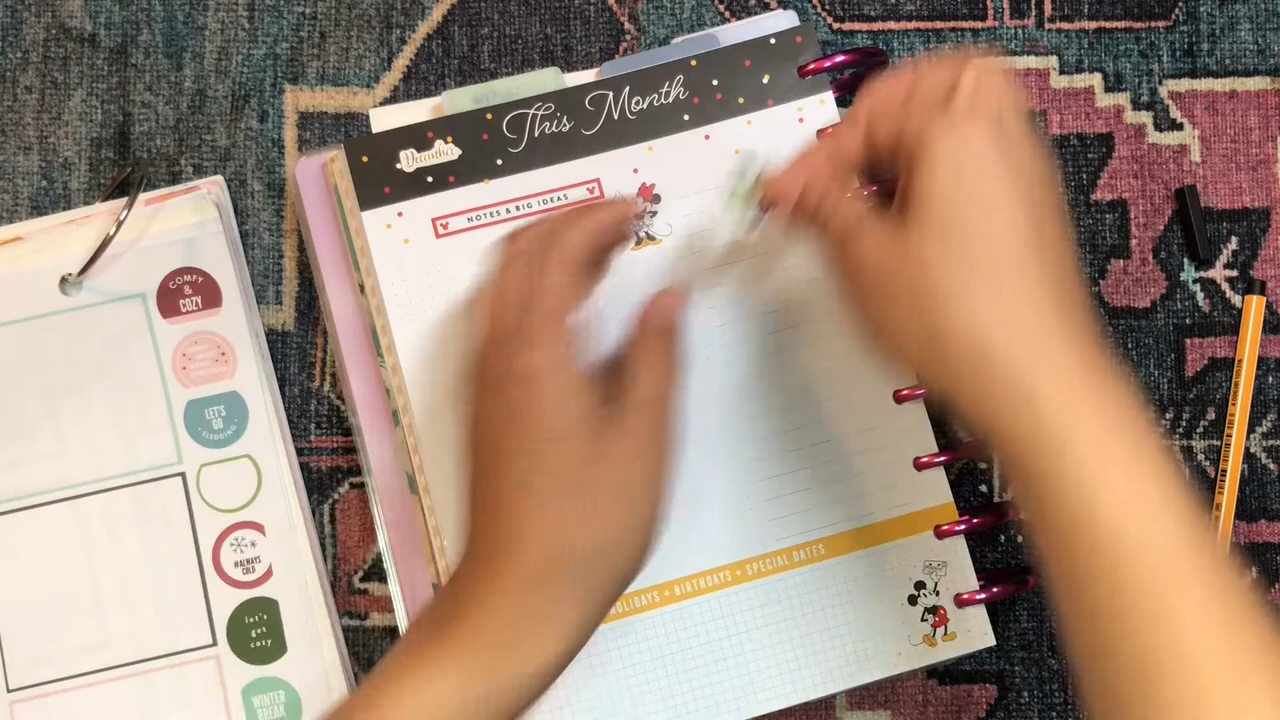 This Month
December
NOTES & BIG IDEAS
HOLIDAYS + BIRTHDAYS + SPECIAL DATES
COMFY
&
COZY
LET'S
GO
SLEDDING
#ALWAYS
COLD
let's
get
cozy
WINTER
BREAK